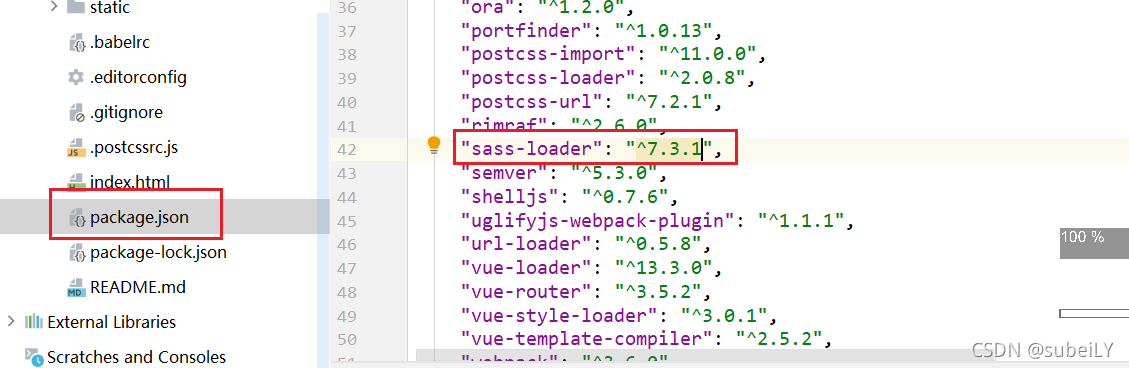 static
.babelrc
.editorconfig
.gitignore
.postcssrc.js
index.html
package.json
package-lock.json
README.md
External Libraries
Scratches and Consoles
36 "ora": "^1.2.0",
37 "portfinder": "^1.0.13",
38 "postcss-import": "^11.0.0",
39 "postcss-loader": "^2.0.8",
40 "postcss-url": "^7.2.1",
41 "rimraf": "^2.6.0",
42 "sass-loader": "^7.3.1",
43 "semver": "^5.3.0",
44 "shelljs": "^0.7.6",
45 "uglifyjs-webpack-plugin": "^1.1.1",
46 "url-loader": "^0.5.8",
47 "vue-loader": "^13.3.0",
48 "vue-router": "^3.5.2",
49 "vue-style-loader": "^3.0.1",
50 "vue-template-compiler": "^2.5.2",
51 "webpack": "^3.6.0",
100 %
CSDN @subeiLY